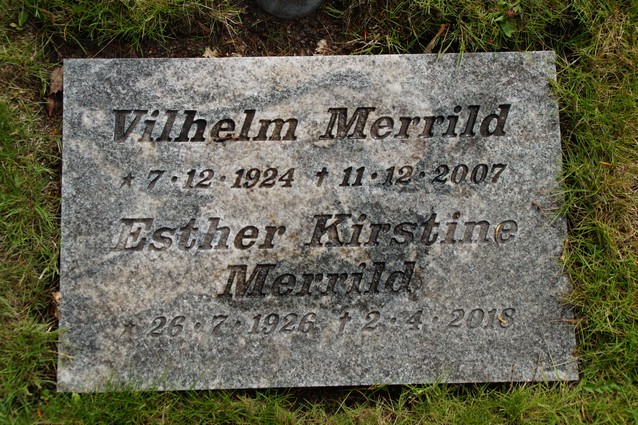 Vilhelm Merrild
* 7·12·1924 † 11·12·2007
Esther Kirstine
Merrild
* 26·7·1926 † 2·4·2018